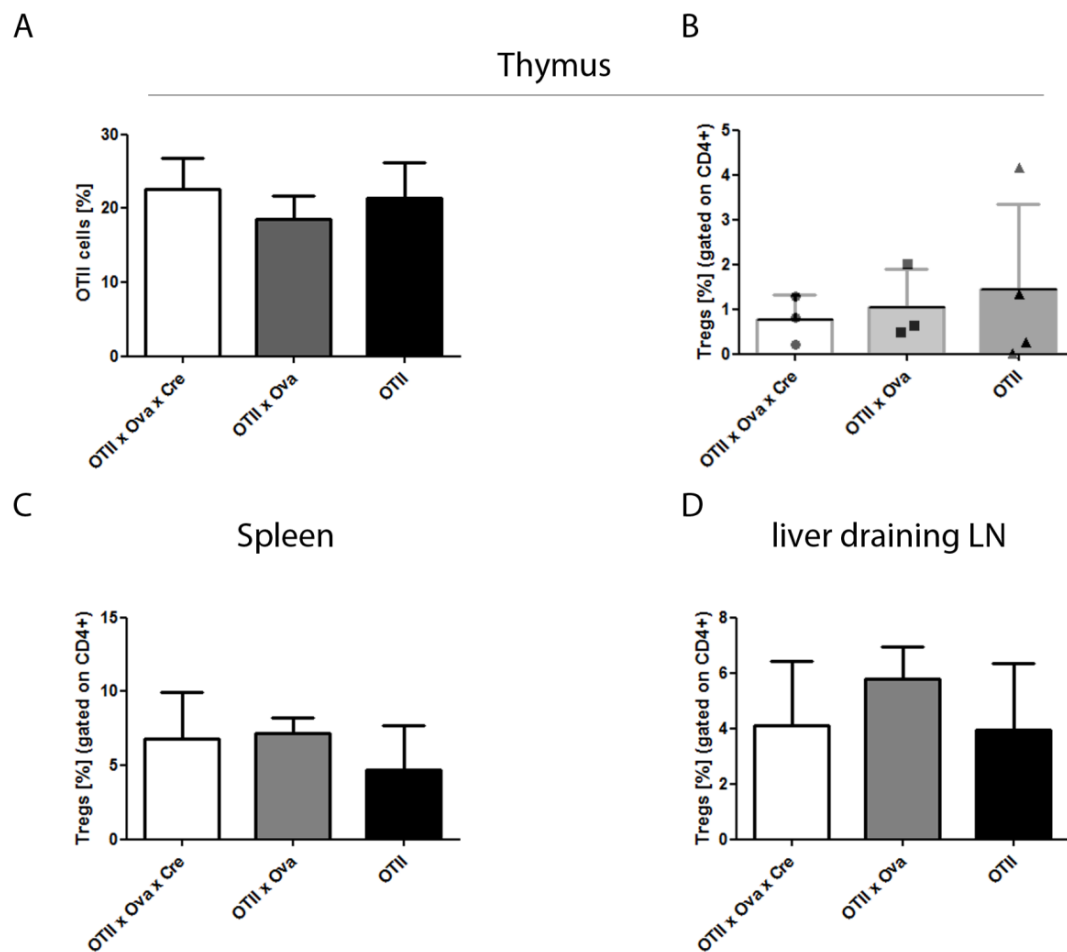 A
B
Thymus
OTII cells [%]
30
20
10
0
OTII x Ova x Cre
OTII x Ova
OTII
Tregs [%] (gated on CD4+)
5
4
3
2
1
0
OTII x Ova x Cre
OTII x Ova
OTII
C
Spleen
D
liver draining LN
Tregs [%] (gated on CD4+)
15
10
5
0
OTII x Ova x Cre
OTII x Ova
OTII
Tregs [%] (gated on CD4+)
8
6
4
2
0
OTII x Ova x Cre
OTII x Ova
OTII